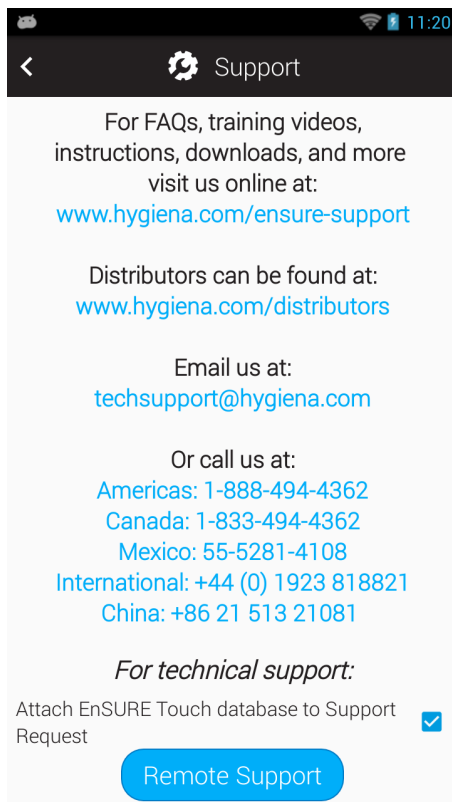 11:20
Support
For FAQs, training videos,
instructions, downloads, and more
visit us online at:
www.hygiena.com/ensure-support
Distributors can be found at:
www.hygiena.com/distributors
Email us at:
techsupport@hygiena.com
Or call us at:
Americas: 1-888-494-4362
Canada: 1-833-494-4362
Mexico: 55-5281-4108
International: +44 (0) 1923 818821
China: +86 21 513 21081
For technical support:
Attach EnSURE Touch database to Support
Request
Remote Support